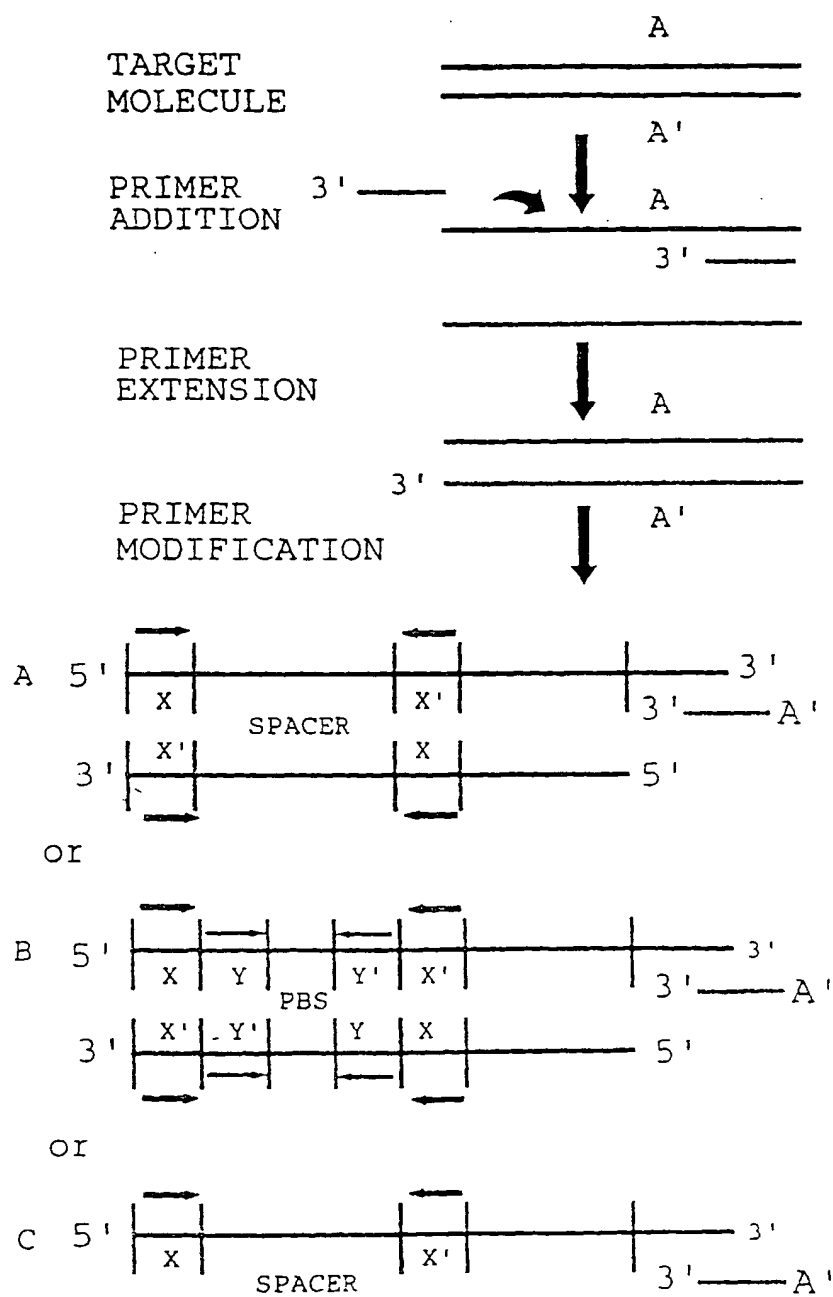 A
TARGET
MOLECULE
A'
PRIMER 3'
ADDITION
A
3'
PRIMER
EXTENSION
A
3'
PRIMER
MODIFICATION
A'
A 5' 3'
X X' 3' A'
SPACER
X' X
3' 5'
or
B 5' 3'
X Y Y' X' 3' A'
PBS
X' Y' Y X
3' 5'
or
C 5' 3'
X X' 3' A'
SPACER